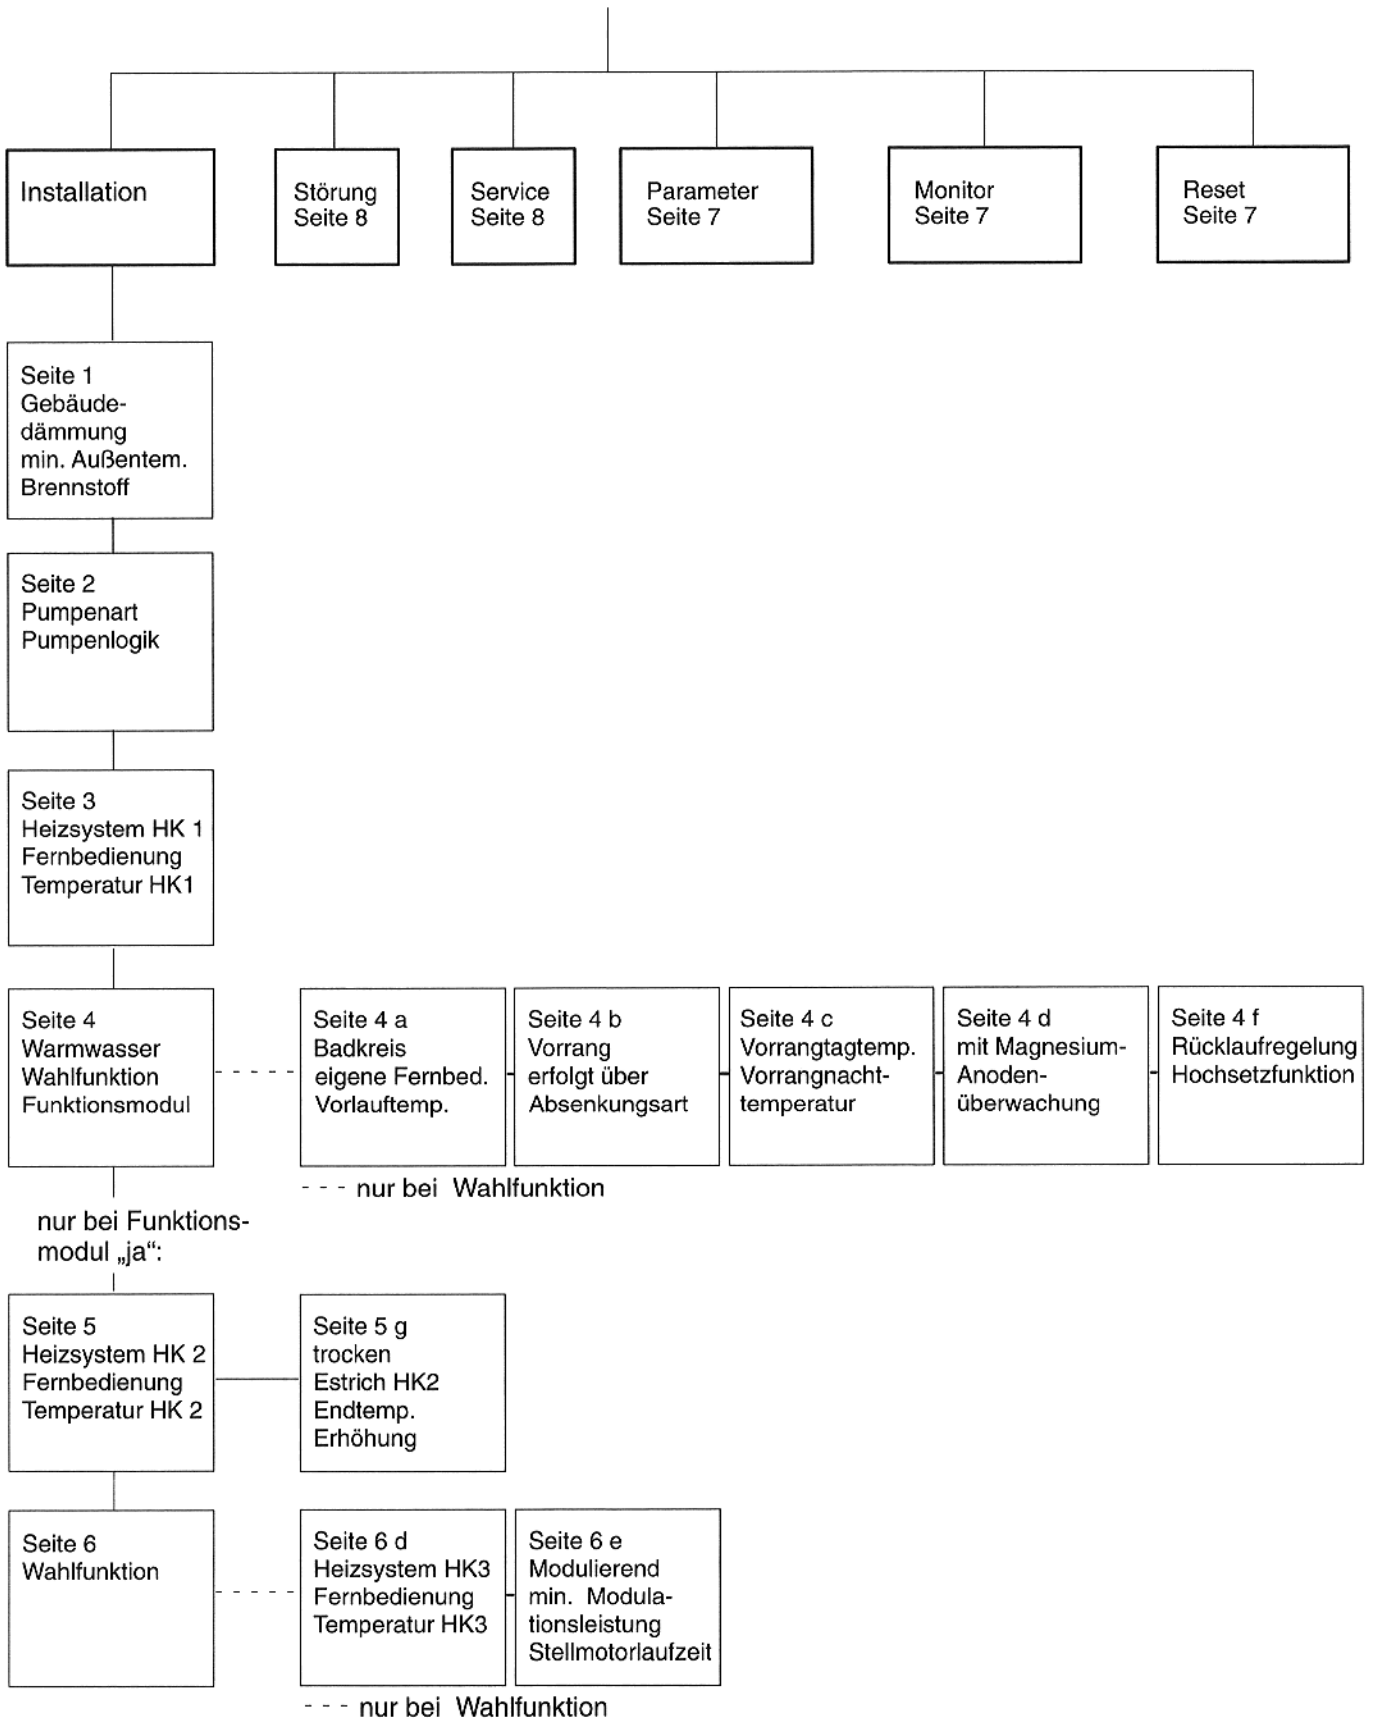 Installation
Störung
Seite 8
Service
Seite 8
Parameter
Seite 7
Monitor
Seite 7
Reset
Seite 7
Seite 1
Gebäude-
dämmung
min. Außentem.
Brennstoff
Seite 2
Pumpenart
Pumpenlogik
Seite 3
Heizsystem HK 1
Fernbedienung
Temperatur HK1
Seite 4
Warmwasser
Wahlfunktion
Funktionsmodul
Seite 4 a
Badkreis
eigene Fernbed.
Vorlauftemp.
Seite 4 b
Vorrang
erfolgt über
Absenkungsart
Seite 4 c
Vorrangtagtemp.
Vorrangnacht-
temperatur
Seite 4 d
mit Magnesium-
Anoden-
überwachung
Seite 4 f
Rücklaufregelung
Hochsetzfunktion
- - - nur bei Wahlfunktion
nur bei Funktions-
modul „ja“:
Seite 5
Heizsystem HK 2
Fernbedienung
Temperatur HK 2
Seite 5 g
trocken
Estrich HK2
Endtemp.
Erhöhung
Seite 6
Wahlfunktion
Seite 6 d
Heizsystem HK3
Fernbedienung
Temperatur HK3
Seite 6 e
Modulierend
min. Modula-
tionsleistung
Stellmotorlaufzeit
- - - nur bei Wahlfunktion